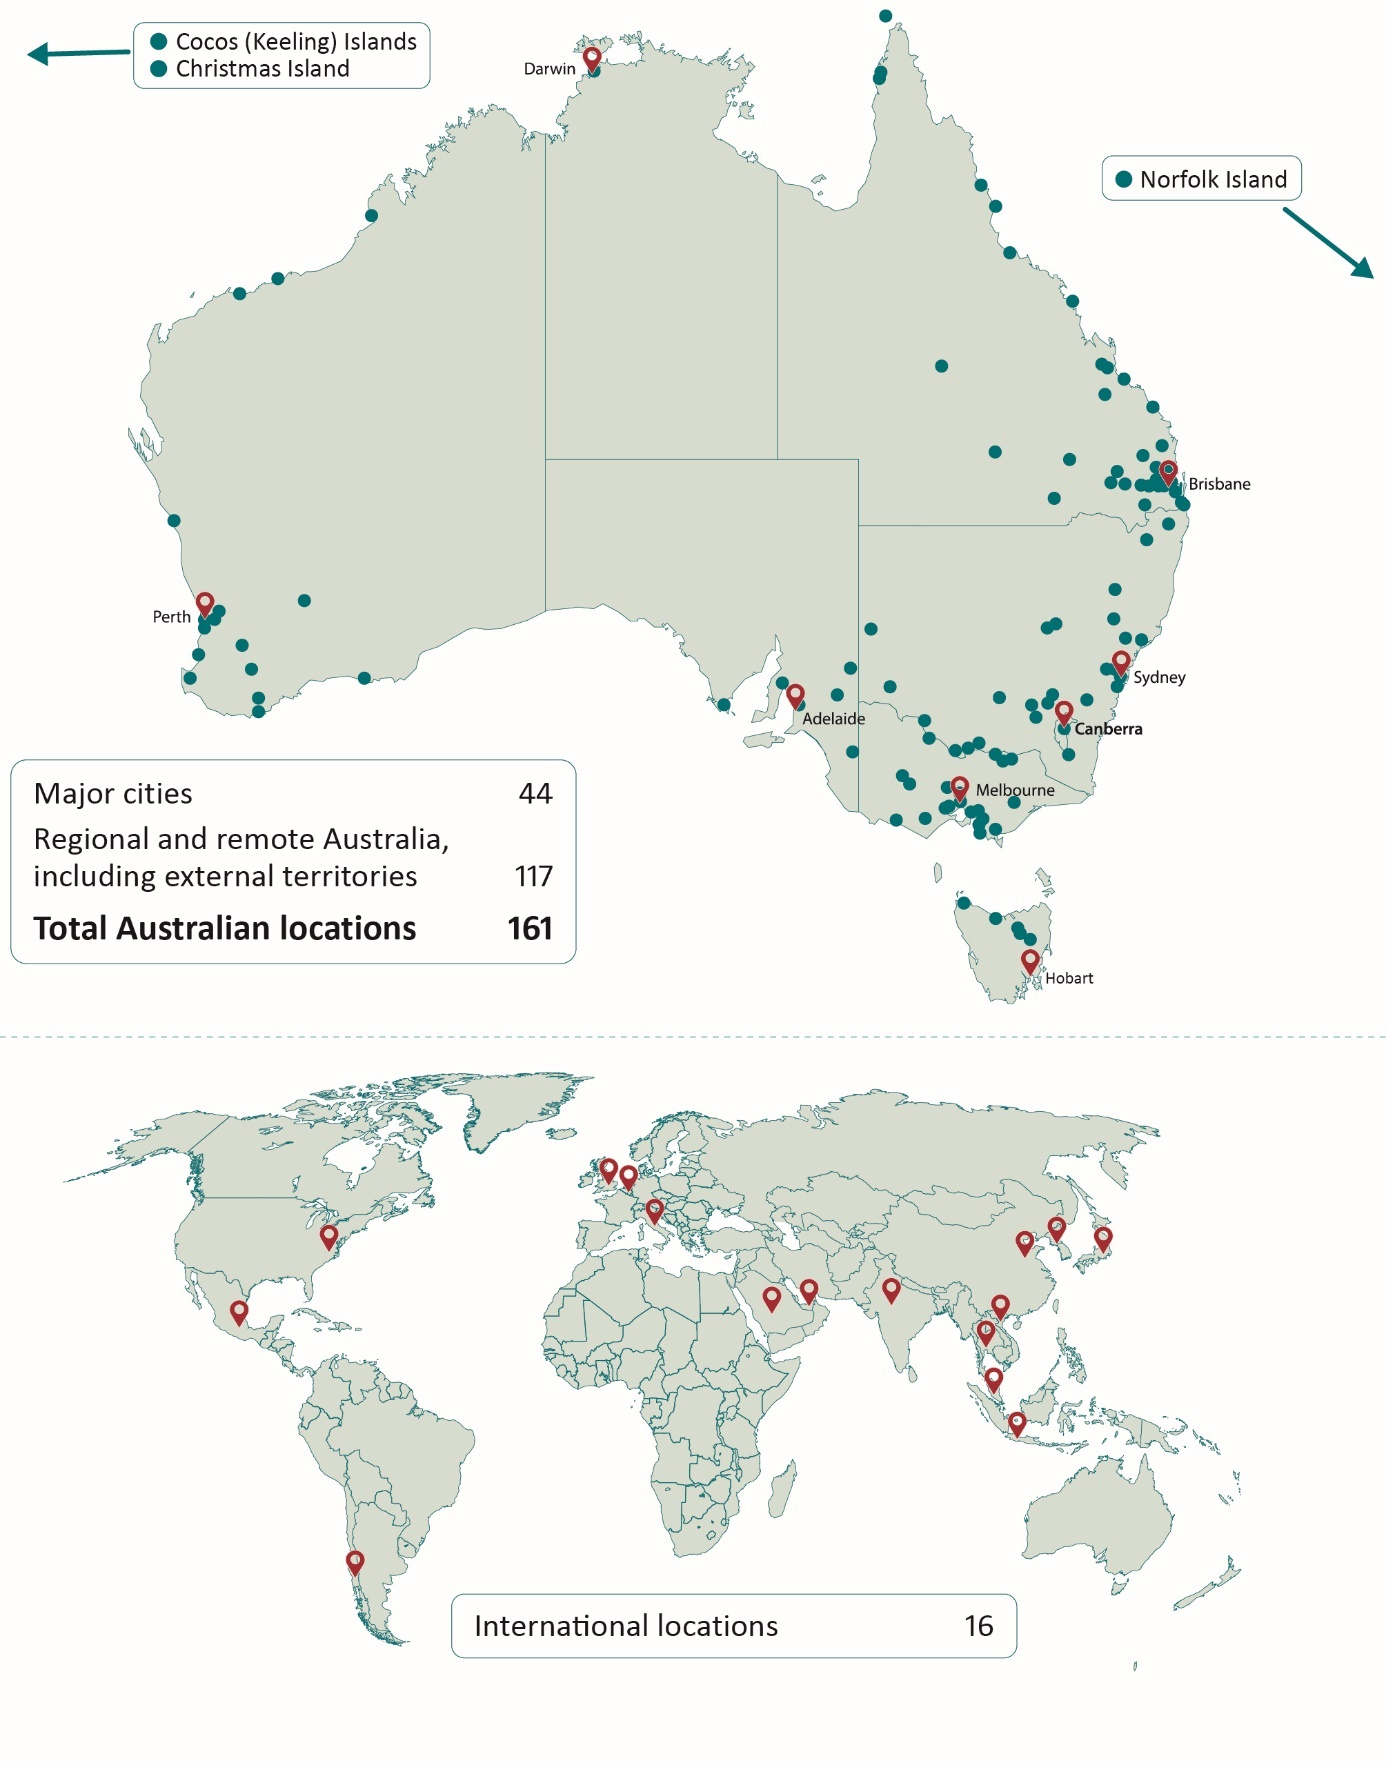 Cocos (Keeling) Islands
Christmas Island
Darwin
Norfolk Island
Brisbane
Perth
Sydney
Adelaide
Canberra
Melbourne
Major cities 44
Regional and remote Australia,
including external territories 117
Total Australian locations 161
Hobart
International locations 16